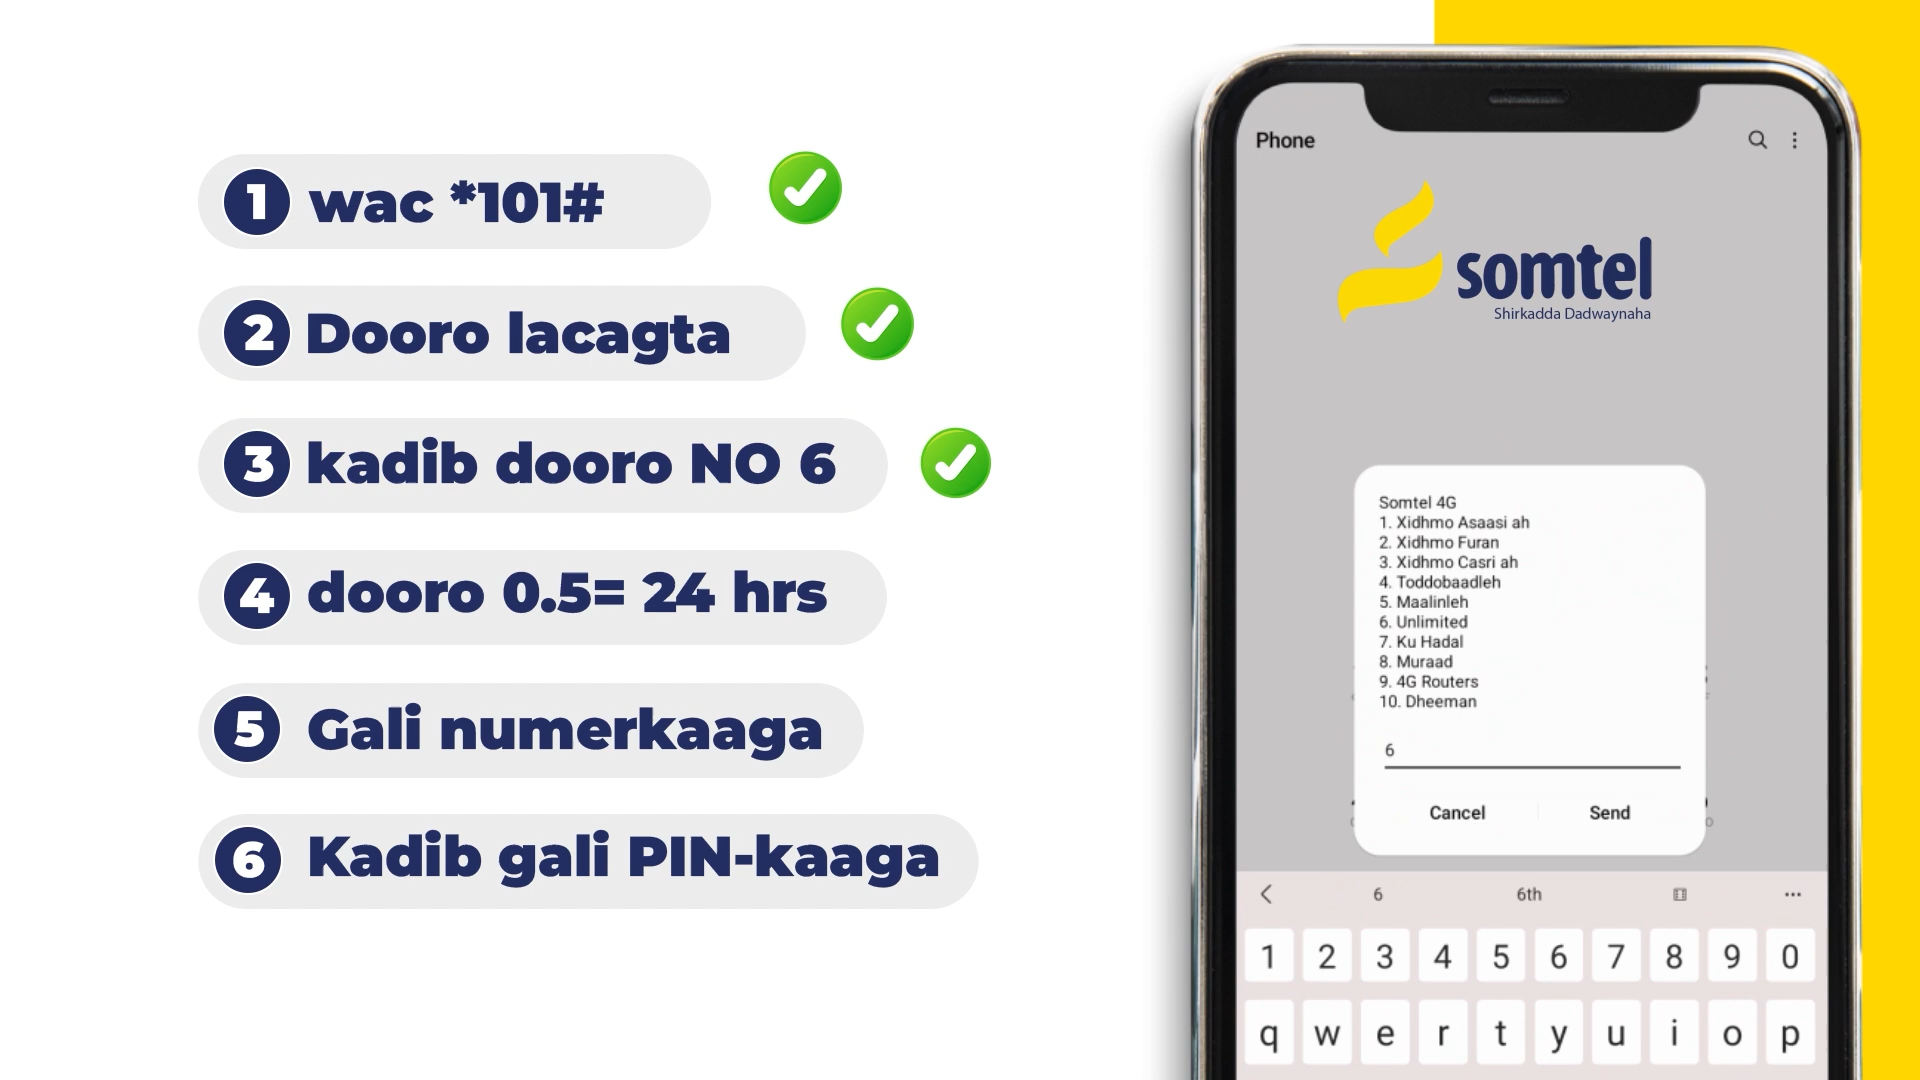 1 wac *101#
2 Dooro lacagta
3 kadib dooro NO 6
4 dooro 0.5= 24 hrs
5 Gali numerkaaga
6 Kadib gali PIN-kaaga
Phone
somtel
Shirkadda Dadwaynaha
Somtel 4G
1. Xidhmo Asaasi ah
2. Xidhmo Furan
3. Xidhmo Casri ah
4. Toddobaadleh
5. Maalinleh
6. Unlimited
7. Ku Hadal
8. Muraad
9. 4G Routers
10. Dheeman
6
Cancel Send
6 6th
1 2 3 4 5 6 7 8 9 0
q w e r t y u i o p